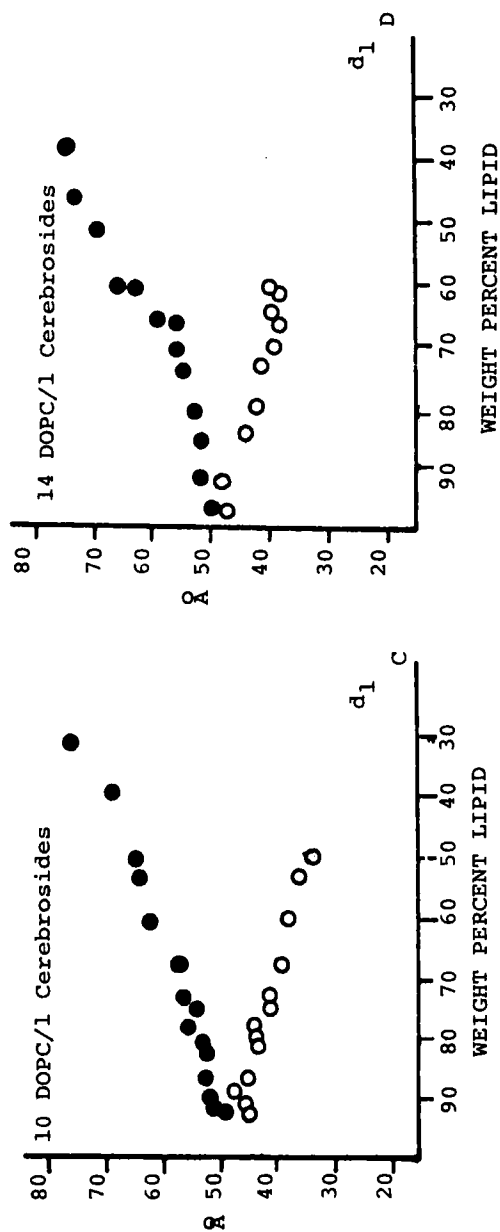 10 DOPC/1 Cerebrosides
80
70
60
50
40
30
20
Å
d1
C
90 80 70 60 50 40 30
WEIGHT PERCENT LIPID
14 DOPC/1 Cerebrosides
80
70
60
50
40
30
20
Å
d1
D
90 80 70 60 50 40 30
WEIGHT PERCENT LIPID